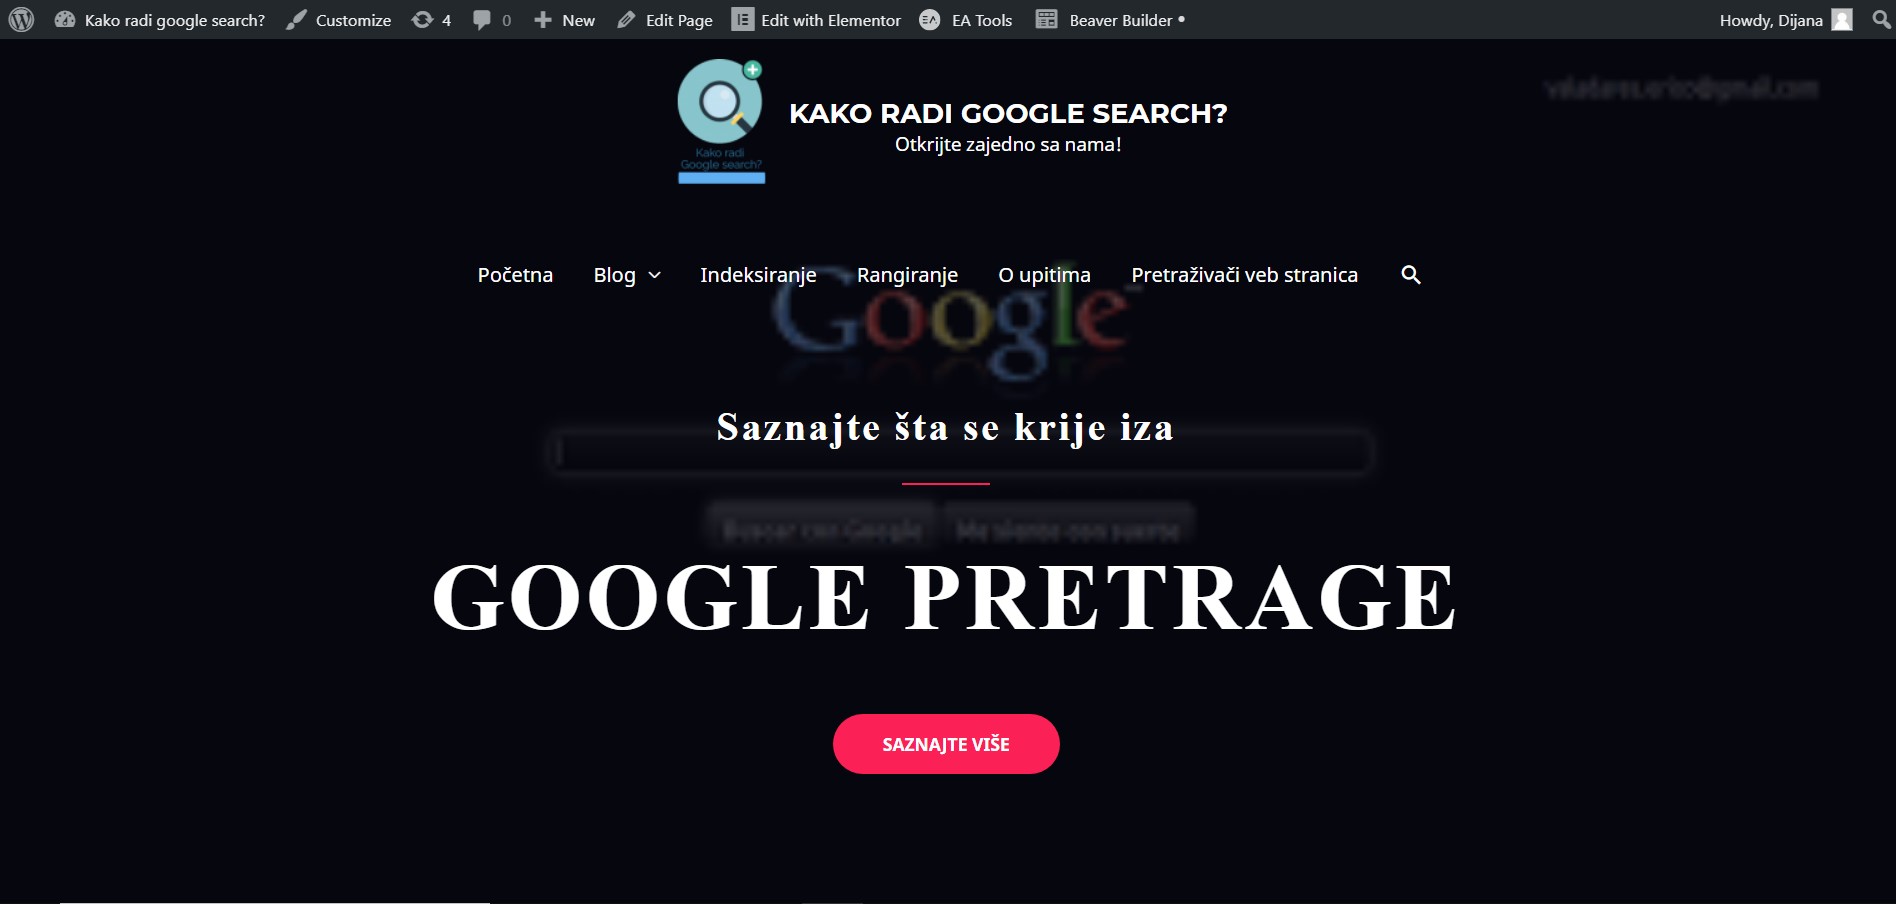 Kako radi google search? Customize 4 0 New Edit Page Edit with Elementor EA EA Tools Beaver Builder • Howdy, Dijana
KAKO RADI GOOGLE SEARCH?
Otkrijte zajedno sa nama!
Kako radi
Google search?
Početna Blog Indeksiranje Rangiranje O upitima Pretraživači veb stranica
Google
Saznajte šta se krije iza
GOOGLE PRETRAGE
SAZNAJTE VIŠE